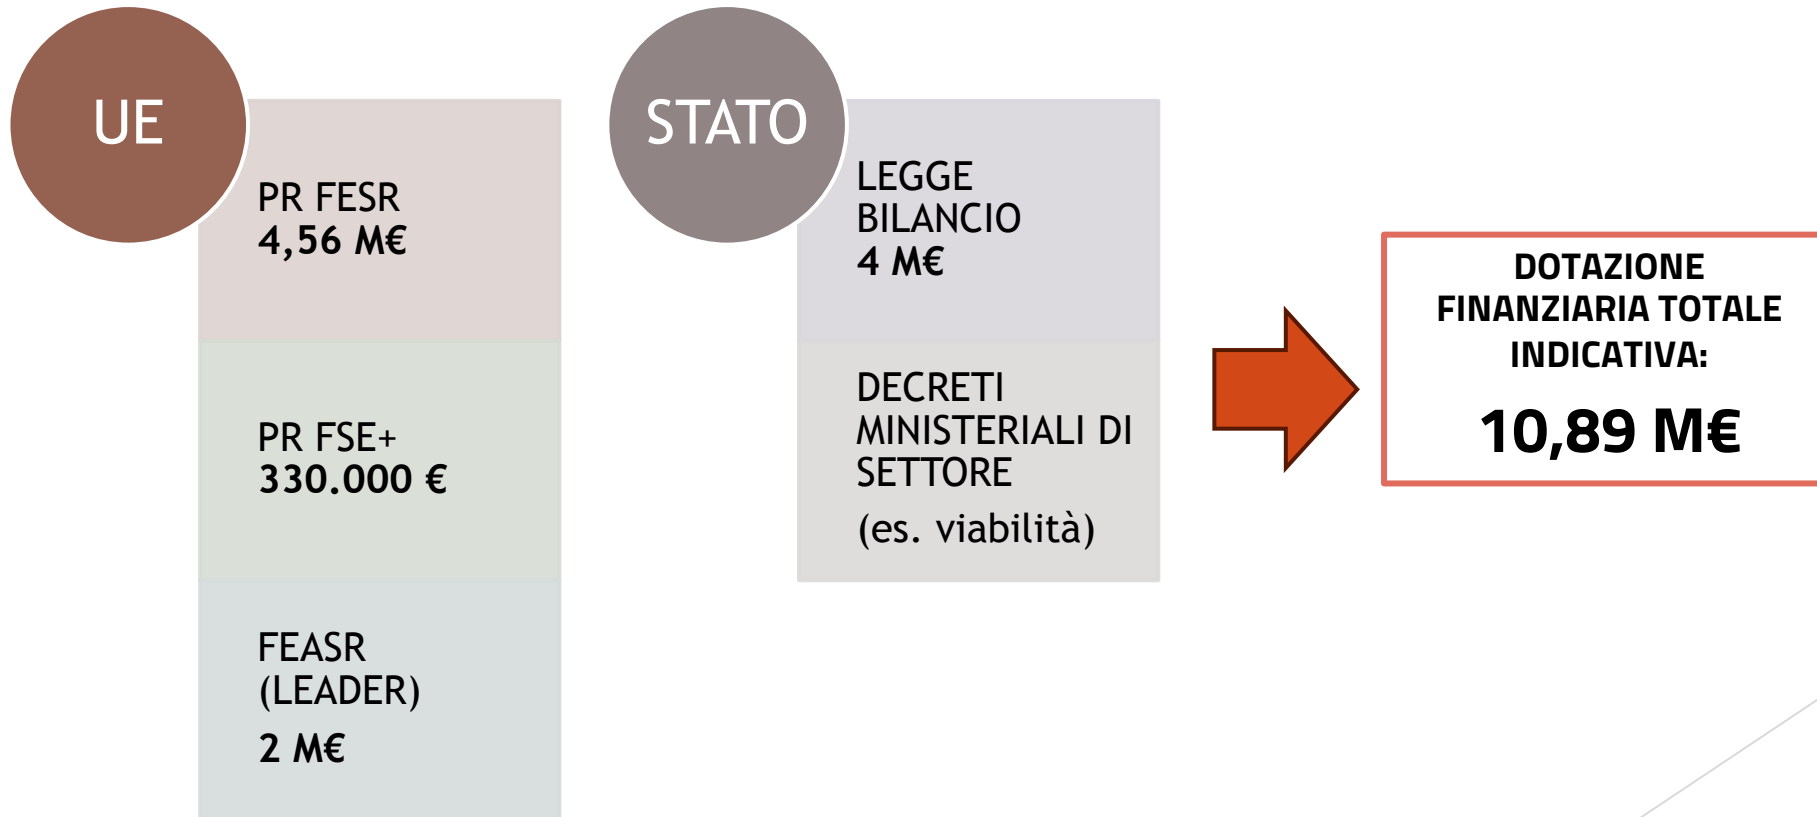 UE
PR FESR
4,56 M€
PR FSE+
330.000 €
FEASR
(LEADER)
2 M€
STATO
LEGGE
BILANCIO
4 M€
DECRETI
MINISTERIALI DI
SETTORE
(es. viabilità)
DOTAZIONE
FINANZIARIA TOTALE
INDICATIVA:
10,89 M€